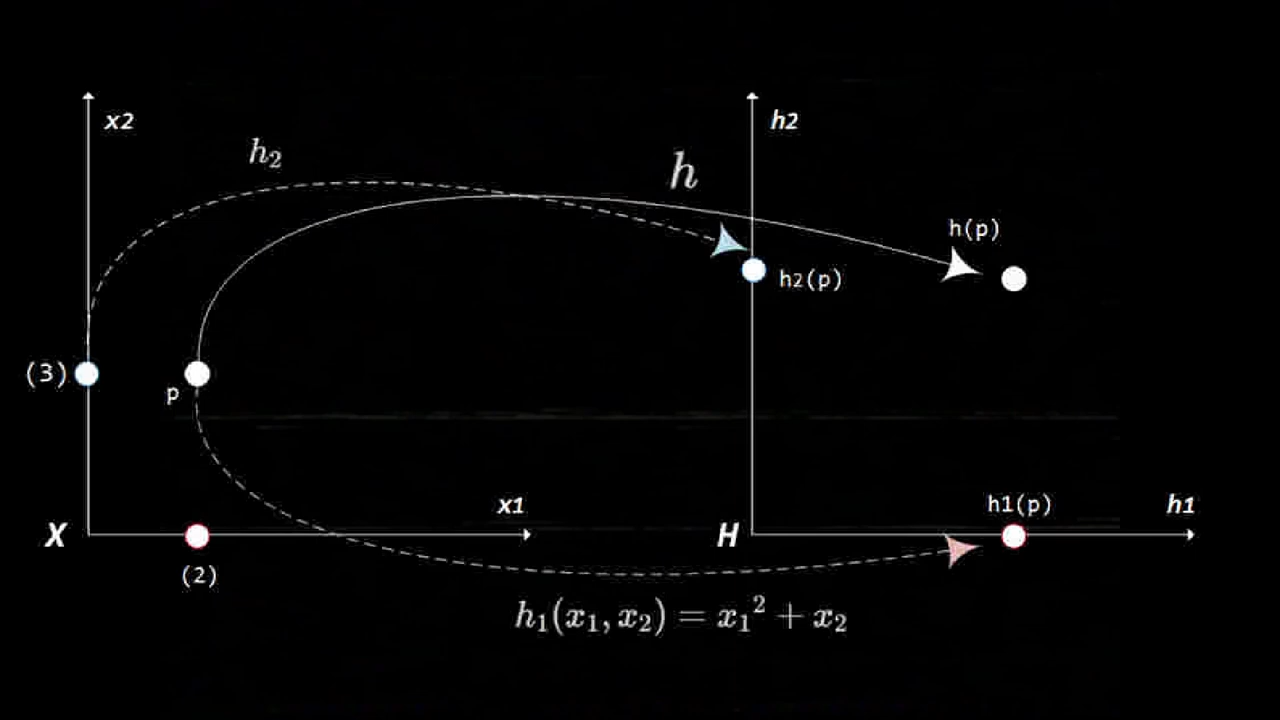 x2
h2
h₂
h
h(p)
h2(p)
(3)
p
x1
h1(p)
h1
X
H
(2)
h₁(x₁, x₂) = x₁² + x₂